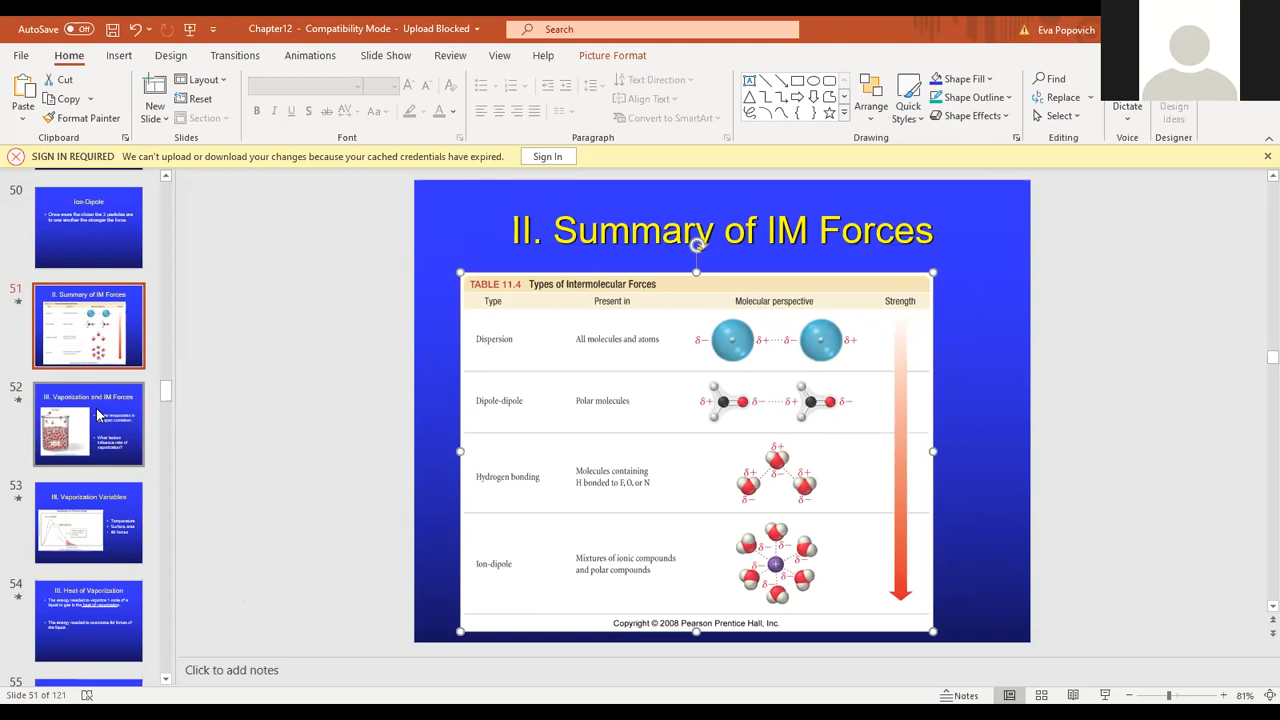 AutoSave Off Chapter12 - Compatibility Mode - Upload Blocked Search Eva Popovich
File Home Insert Design Transitions Animations Slide Show Review View Help Picture Format
Paste Cut Copy Format Painter
New Slide Layout Reset Section
Text Direction Align Text Convert to SmartArt
Arrange Quick Styles Shape Fill Shape Outline Shape Effects
Find Replace Select
Dictate Design Ideas
Clipboard Slides Font Paragraph Drawing Editing Voice Designer
SIGN IN REQUIRED We can't upload or download your changes because your cached credentials have expired. Sign In
50
Ion-Dipole
51
II. Summary of IM Forces
52
III. Vaporization and IM Forces
53
III. Vaporization Variables
Temperature
Surface area
IM forces
54
III. Heat of Vaporization
55
II. Summary of IM Forces
TABLE 11.4 Types of Intermolecular Forces
Type Present in Molecular perspective Strength
Dispersion All molecules and atoms δ− δ+ ···· δ− δ+
Dipole-dipole Polar molecules δ+ δ− ····· δ+ δ−
Hydrogen bonding Molecules containing
H bonded to F, O, or N
δ+
δ−
δ+ δ+
δ− δ−
Ion-dipole Mixtures of ionic compounds
and polar compounds
δ− δ−
δ− + δ−
δ− δ−
Copyright © 2008 Pearson Prentice Hall, Inc.
Click to add notes
Slide 51 of 121 Notes 81%